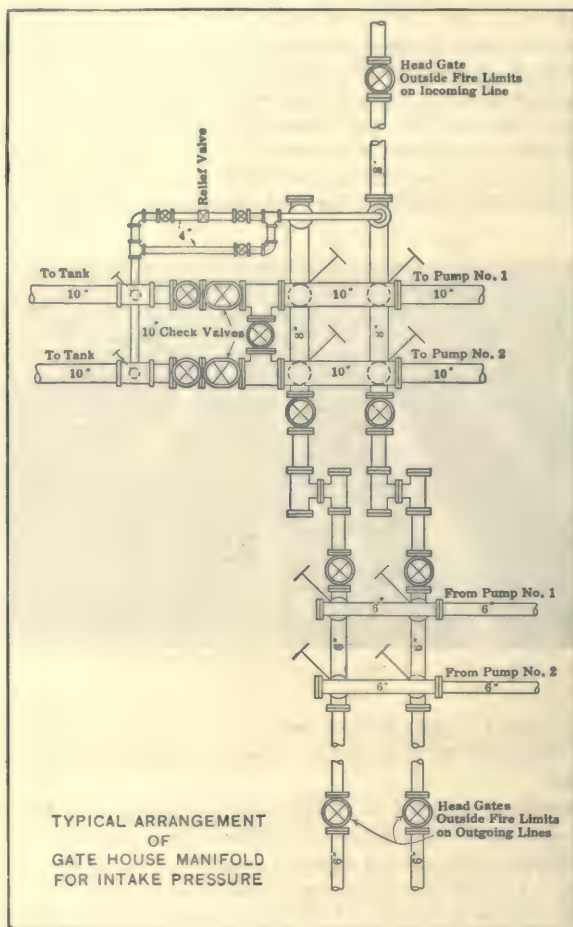 Head Gate
Outside Fire Limits
on Incoming Line
8"
Relief Valve
4"
To Tank
10"
10"
To Pump No. 1
10"
10" Check Valves
8"
8"
To Tank
10"
10"
To Pump No. 2
10"
From Pump No. 1
6"
6"
6"
6"
From Pump No. 2
6"
6"
Head Gates
Outside Fire Limits
on Outgoing Lines
6"
6"
TYPICAL ARRANGEMENT
OF
GATE HOUSE MANIFOLD
FOR INTAKE PRESSURE